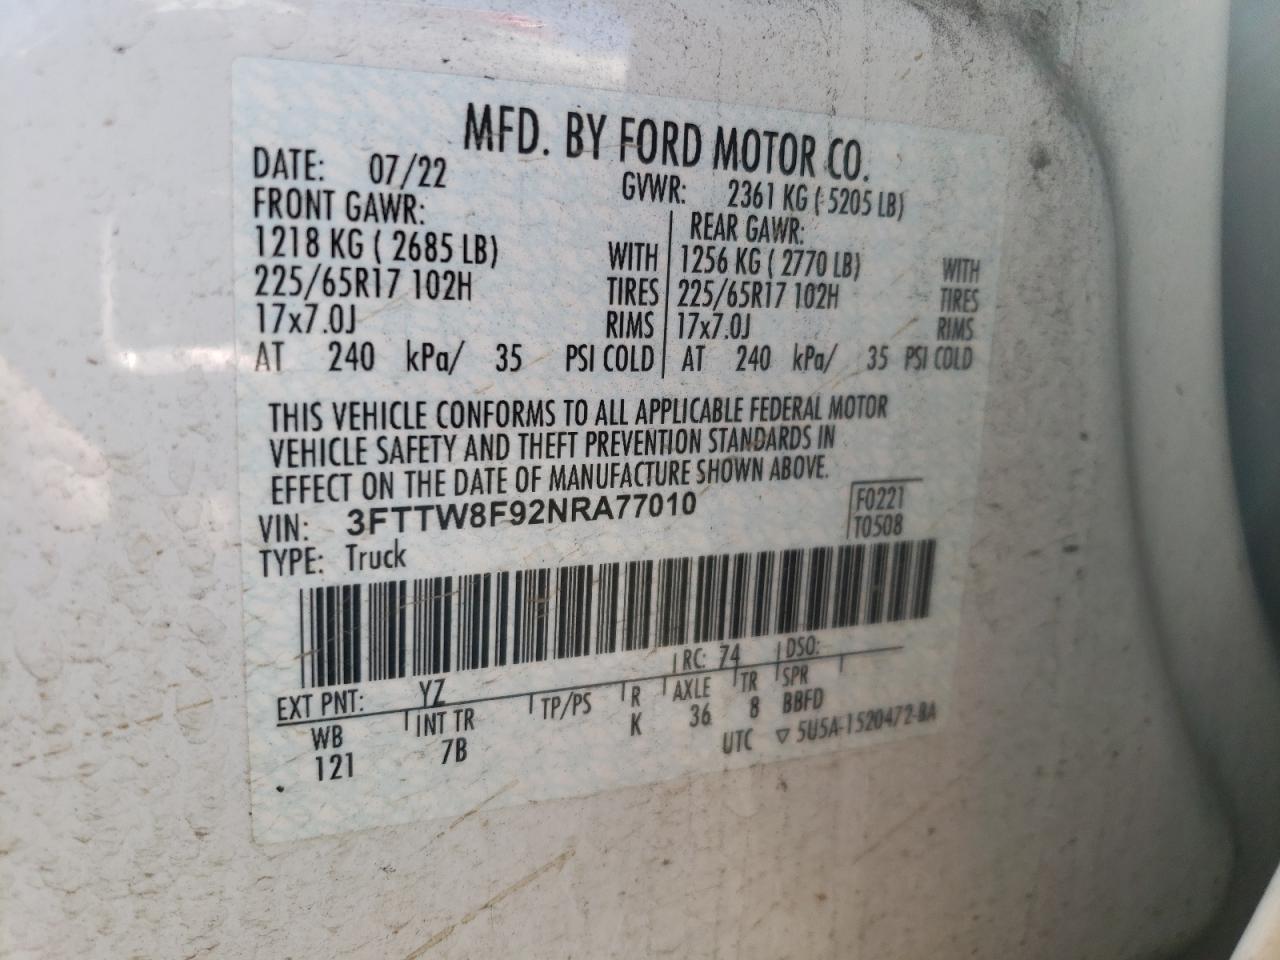 MFD. BY FORD MOTOR CO.
DATE: 07/22 GVWR: 2361 KG ( 5205 LB)
FRONT GAWR: REAR GAWR:
1218 KG ( 2685 LB) WITH 1256 KG ( 2770 LB) WITH
225/65R17 102H TIRES 225/65R17 102H TIRES
17x7.0J RIMS 17x7.0J RIMS
AT 240 kPa/ 35 PSI COLD AT 240 kPa/ 35 PSI COLD
THIS VEHICLE CONFORMS TO ALL APPLICABLE FEDERAL MOTOR
VEHICLE SAFETY AND THEFT PREVENTION STANDARDS IN
EFFECT ON THE DATE OF MANUFACTURE SHOWN ABOVE.
VIN: 3FTTW8F92NRA77010 F0221
TYPE: Truck T0508
EXT PNT: YZ RC: 74 DSO:
WB INT TR TP/PS R AXLE TR SPR
121 7B K 36 8 BBFD
UTC ▽ 5U5A-1520472-BA